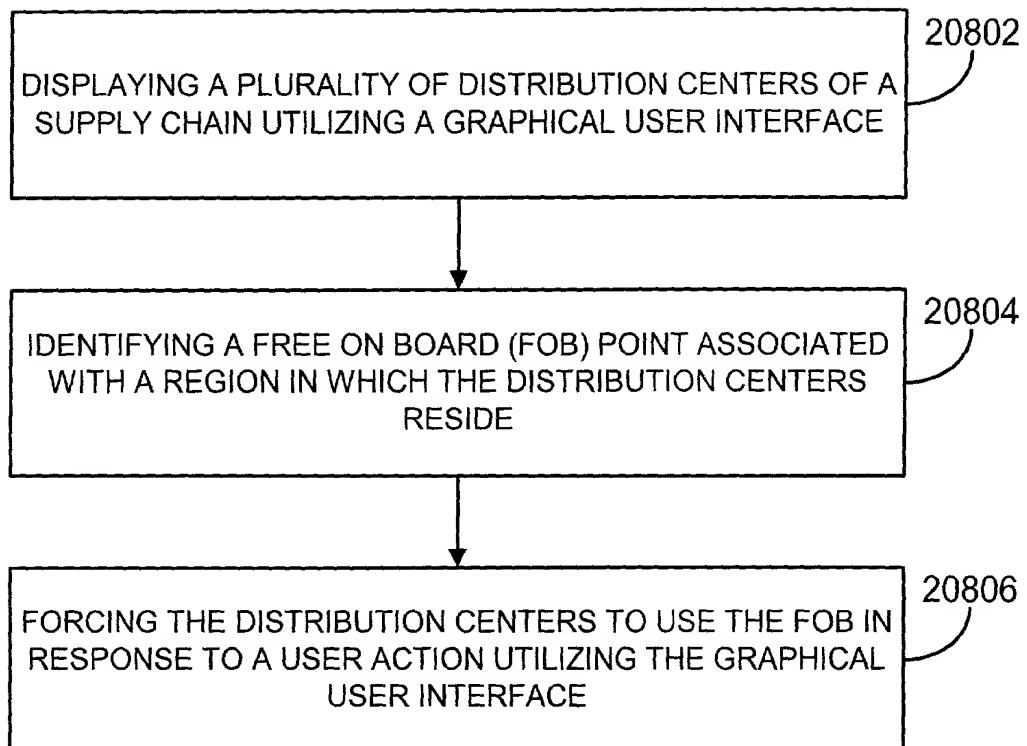 20802
DISPLAYING A PLURALITY OF DISTRIBUTION CENTERS OF A
SUPPLY CHAIN UTILIZING A GRAPHICAL USER INTERFACE
20804
IDENTIFYING A FREE ON BOARD (FOB) POINT ASSOCIATED
WITH A REGION IN WHICH THE DISTRIBUTION CENTERS
RESIDE
20806
FORCING THE DISTRIBUTION CENTERS TO USE THE FOB IN
RESPONSE TO A USER ACTION UTILIZING THE GRAPHICAL
USER INTERFACE